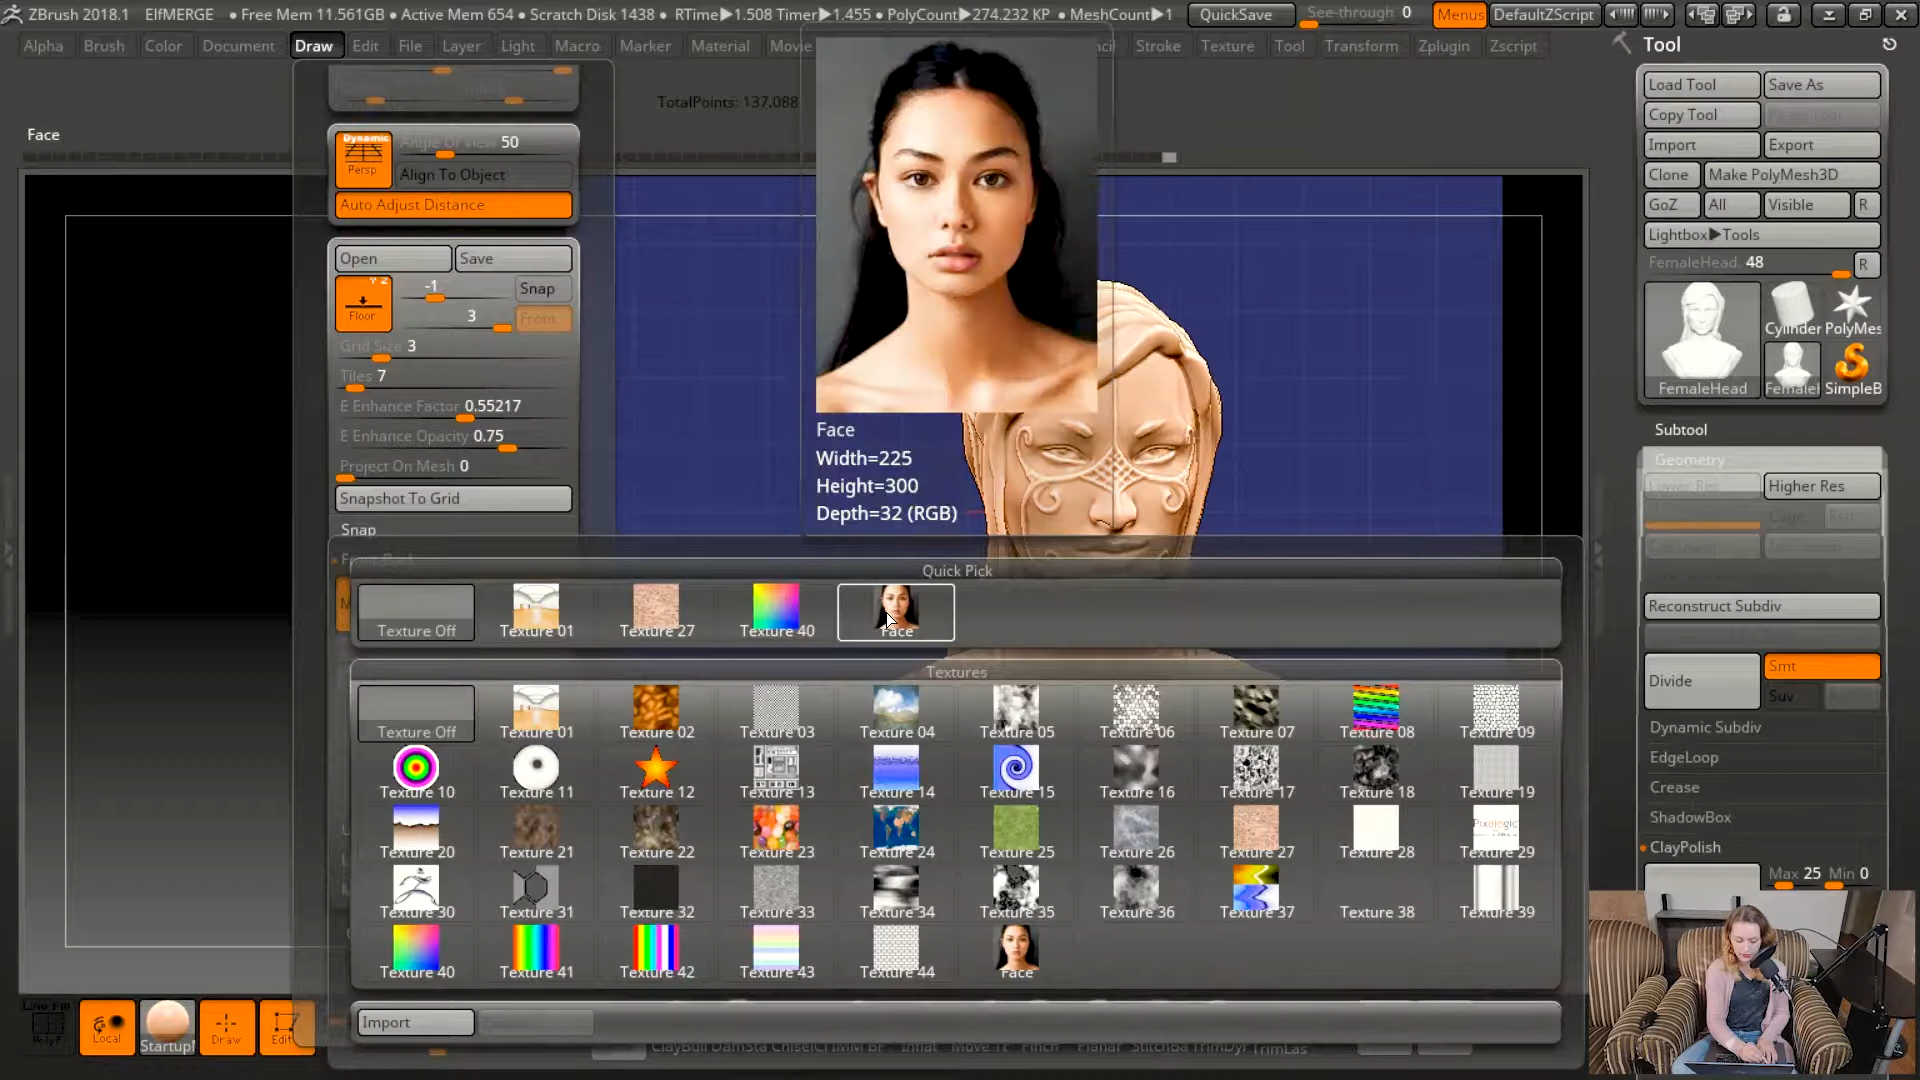 ZBrush 2018.1 ElfMERGE • Free Mem 11.561GB • Active Mem 654 • Scratch Disk 1438 • RTime▶1.508 Timer▶1.455 • PolyCount▶274.232 KP • MeshCount▶1 QuickSave See-through 0 Menus DefaultZScript
Alpha Brush Color Document Draw Edit File Layer Light Macro Marker Material Movie Stroke Texture Tool Transform Zplugin Zscript
Tool
TotalPoints: 137.088
Face
Dynamic
Persp
Angle Of View 50
Align To Object
Auto Adjust Distance
Open Save
Floor
-1 Snap
3 Front
Grid Size 3
Tiles 7
E Enhance Factor 0.55217
E Enhance Opacity 0.75
Project On Mesh 0
Snapshot To Grid
Snap
Face
Width=225
Height=300
Depth=32 (RGB)
Quick Pick
Texture Off Texture 01 Texture 27 Texture 40 Face
Textures
Texture Off Texture 01 Texture 02 Texture 03 Texture 04 Texture 05 Texture 06 Texture 07 Texture 08 Texture 09
Texture 10 Texture 11 Texture 12 Texture 13 Texture 14 Texture 15 Texture 16 Texture 17 Texture 18 Texture 19
Pixologic
Texture 20 Texture 21 Texture 22 Texture 23 Texture 24 Texture 25 Texture 26 Texture 27 Texture 28 Texture 29
Texture 30 Texture 31 Texture 32 Texture 33 Texture 34 Texture 35 Texture 36 Texture 37 Texture 38 Texture 39
Texture 40 Texture 41 Texture 42 Texture 43 Texture 44 Face
Import
Local StartupI Draw Edit
Load Tool Save As
Copy Tool
Import Export
Clone Make PolyMesh3D
GoZ All Visible R
Lightbox▶Tools
FemaleHead. 48 R
Cylinder PolyMes
FemaleHead Femalel SimpleB
Subtool
Geometry
Lower Res Higher Res
Reconstruct Subdiv
Divide Smt
Suv
Dynamic Subdiv
EdgeLoop
Crease
ShadowBox
ClayPolish
Max 25 Min 0